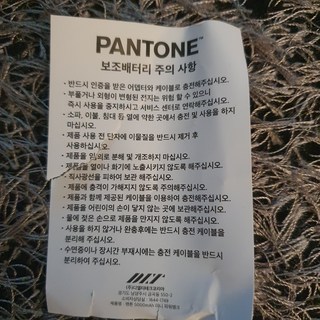 PANTONE™
보조배터리 주의 사항
- 반드시 인증을 받은 어댑터와 케이블로 충전해주십시오.
- 부풀거나 외형이 변형된 전지는 위험 할 수 있으니
즉시 사용을 중지하시고 서비스 센터로 연락해주십시오.
- 소파, 이불, 침대 등 열에 약한 곳에서 충전 및 사용을 하지
마십시오.
- 제품 사용 전 단자에 이물질을 반드시 제거 후
사용하십시오.
- 제품을 임의로 분해 및 개조하지 마십시오.
- 제품을 열이나 화기에 노출시키지 않도록 해주십시오.
- 직사광선을 피하여 보관 해주십시오.
- 제품에 충격이 가해지지 않도록 주의해주십시오.
- 제품과 함께 제공된 케이블을 이용하여 충전해주십시오.
- 제품을 어린이의 손이 닿지 않는 곳에 보관해주십시오.
- 물에 젖은 손으로 제품을 만지지 않도록 해주십시오.
- 사용을 하지 않거나 완충후에는 반드시 충전 케이블을
분리해 주십시오.
- 수면중이나 장시간 부재시에는 충전 케이블을 반드시
분리하여 주십시오.